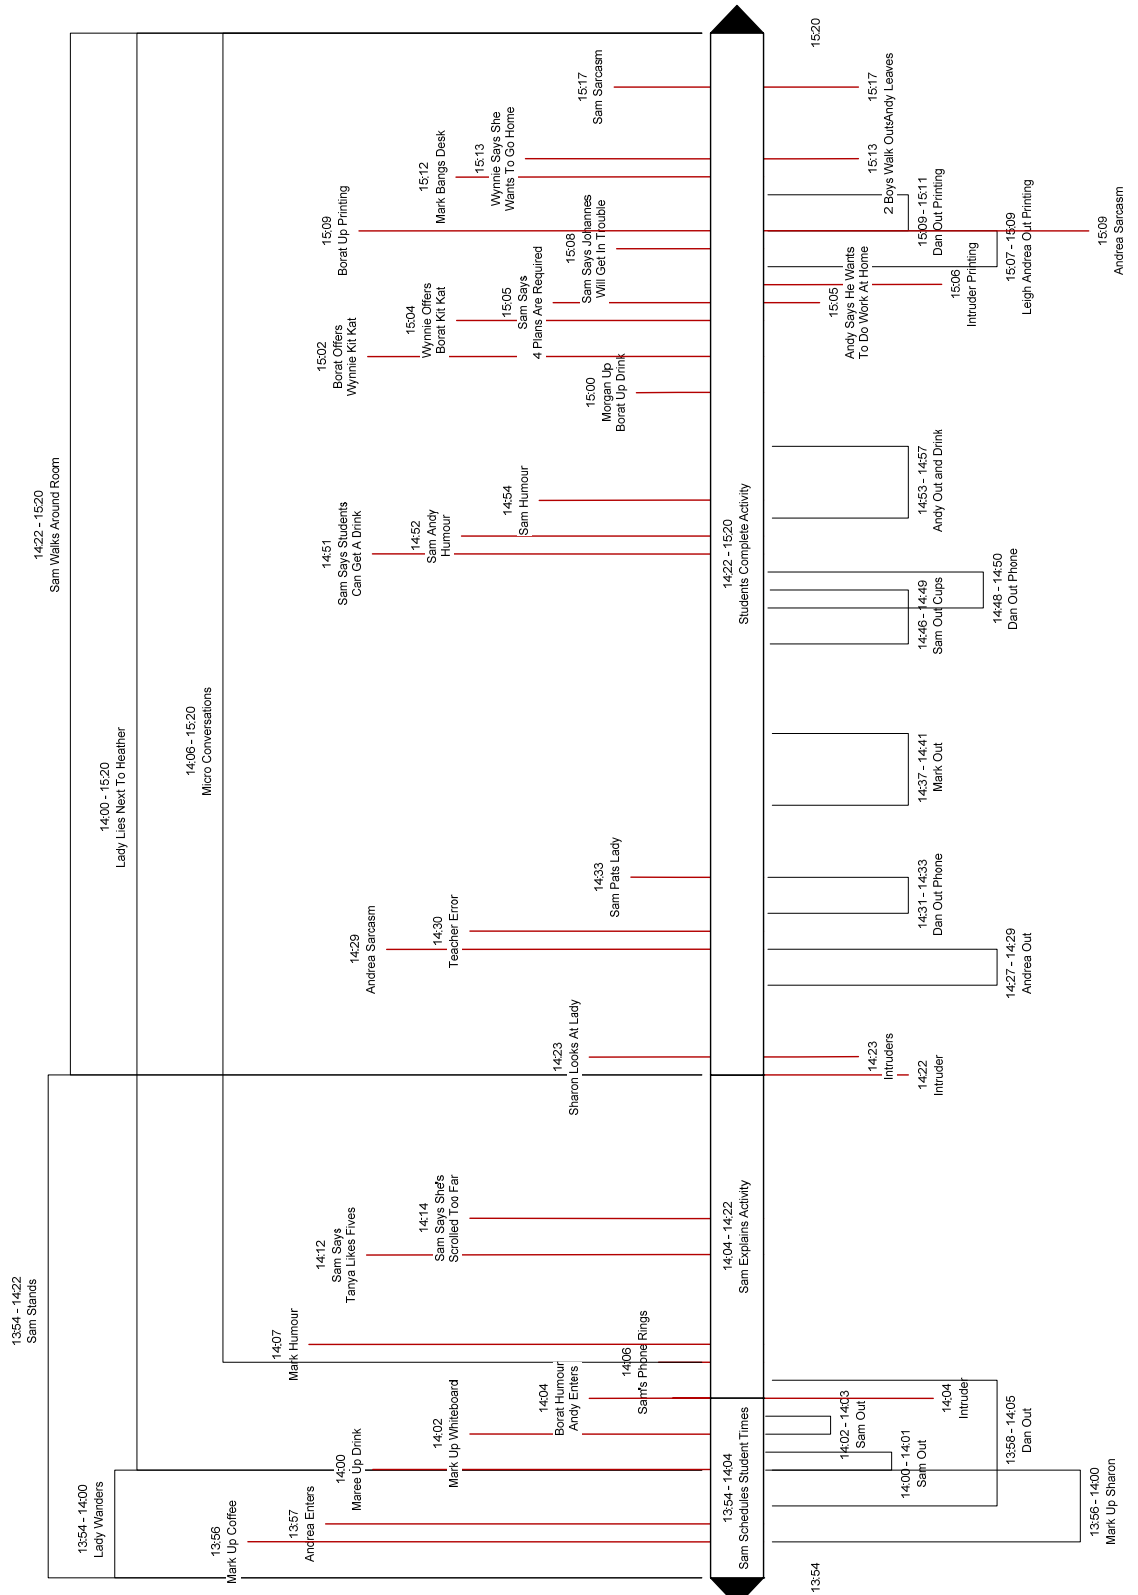 13:54 – 14:22
Sam Stands
14:22 – 15:20
Sam Walks Around Room
13:54 – 14:00
Lady Wanders
14:00 – 15:20
Lady Lies Next To Heather
14:06 – 15:20
Micro Conversations
13:56
Mark Up Coffee
13:57
Andrea Enters
14:00
Maree Up Drink
14:02
Mark Up Whiteboard
14:04
Borat Humour
Andy Enters
14:06
Sam's Phone Rings
14:07
Mark Humour
14:12
Sam Says
Tanya Likes Fives
14:14
Sam Says She's
Scrolled Too Far
14:23
Sharon Looks At Lady
14:29
Andrea Sarcasm
14:30
Teacher Error
14:33
Sam Pats Lady
14:51
Sam Says Students
Can Get A Drink
14:52
Sam Andy
Humour
14:54
Sam Humour
15:00
Morgan Up
Borat Up Drink
15:02
Borat Offers
Wynnie Kit Kat
15:04
Wynnie Offers
Borat Kit Kat
15:05
Sam Says
4 Plans Are Required
15:08
Sam Says Johannes
Will Get In Trouble
15:09
Borat Up Printing
15:12
Mark Bangs Desk
15:13
Wynnie Says She
Wants To Go Home
15:17
Sam Sarcasm
13:54 – 14:04
Sam Schedules Student Times
14:04 – 14:22
Sam Explains Activity
14:22 – 15:20
Students Complete Activity
13:54
15:20
13:56 – 14:00
Mark Up Sharon
13:58 – 14:05
Dan Out
14:00 – 14:01
Sam Out
14:02 – 14:03
Sam Out
14:04
Intruder
14:22
Intruder
14:23
Intruders
14:27 – 14:29
Andrea Out
14:31 – 14:33
Dan Out Phone
14:37 – 14:41
Mark Out
14:46 – 14:49
Sam Out Cups
14:48 – 14:50
Dan Out Phone
14:53 – 14:57
Andy Out and Drink
15:05
Andy Says He Wants
To Do Work At Home
15:06
Intruder Printing
15:07 – 15:09
Leigh Andrea Out Printing
15:09
Andrea Sarcasm
15:09 – 15:11
Dan Out Printing
15:13
2 Boys Walk Outs
15:17
Andy Leaves